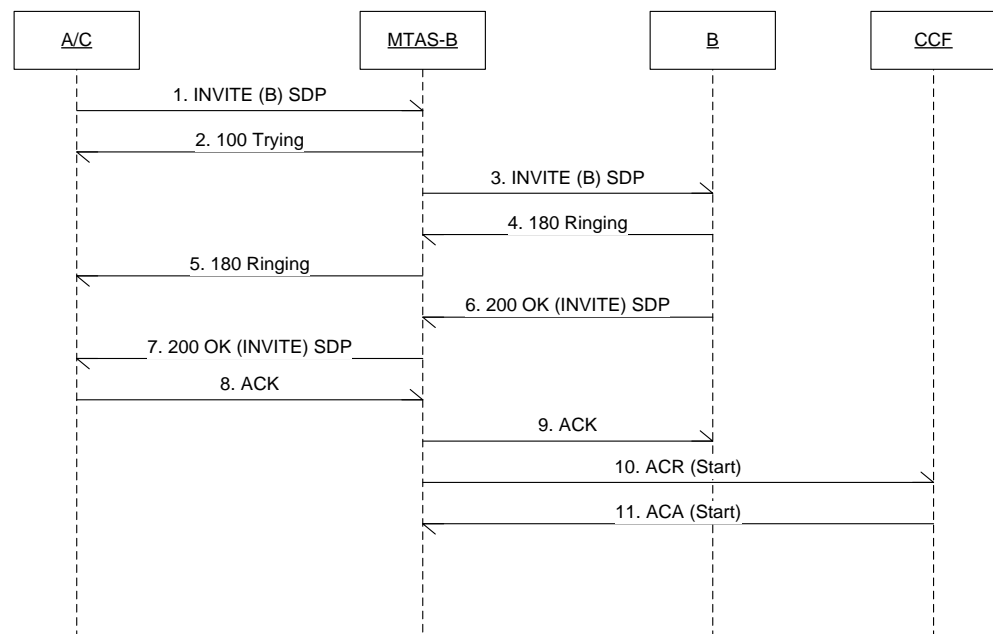 A/C
MTAS-B
B
CCF
1. INVITE (B) SDP
2. 100 Trying
3. INVITE (B) SDP
4. 180 Ringing
5. 180 Ringing
6. 200 OK (INVITE) SDP
7. 200 OK (INVITE) SDP
8. ACK
9. ACK
10. ACR (Start)
11. ACA (Start)